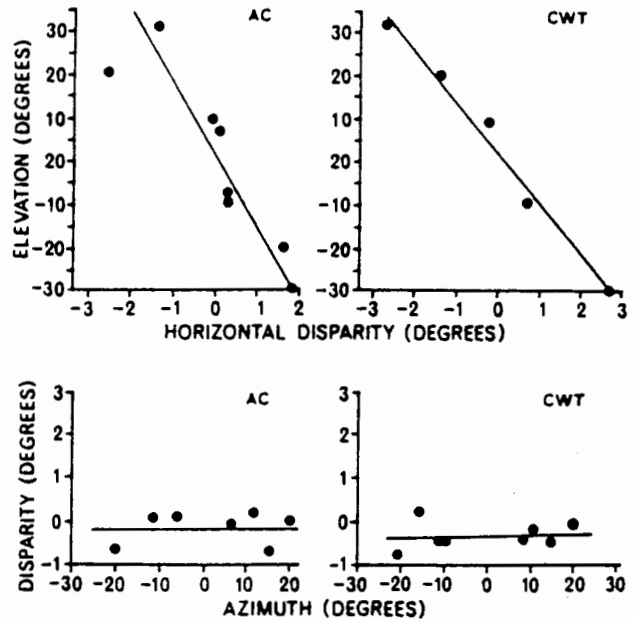 AC CWT
30 30
20 20
10 10
20 20
-10 -10
-20 -20
-30 -30
ELEVATION (DEGREES)
-3 -2 -1 0 1 2 -3 -2 -1 0 1 2 3
HORIZONTAL DISPARITY (DEGREES)
AC CWT
3 3
2 2
1 1
0 0
-1 -1
DISPARITY (DEGREES)
-30 -20 -10 0 10 20 -30 -20 -10 0 10 20 30
AZIMUTH (DEGREES)